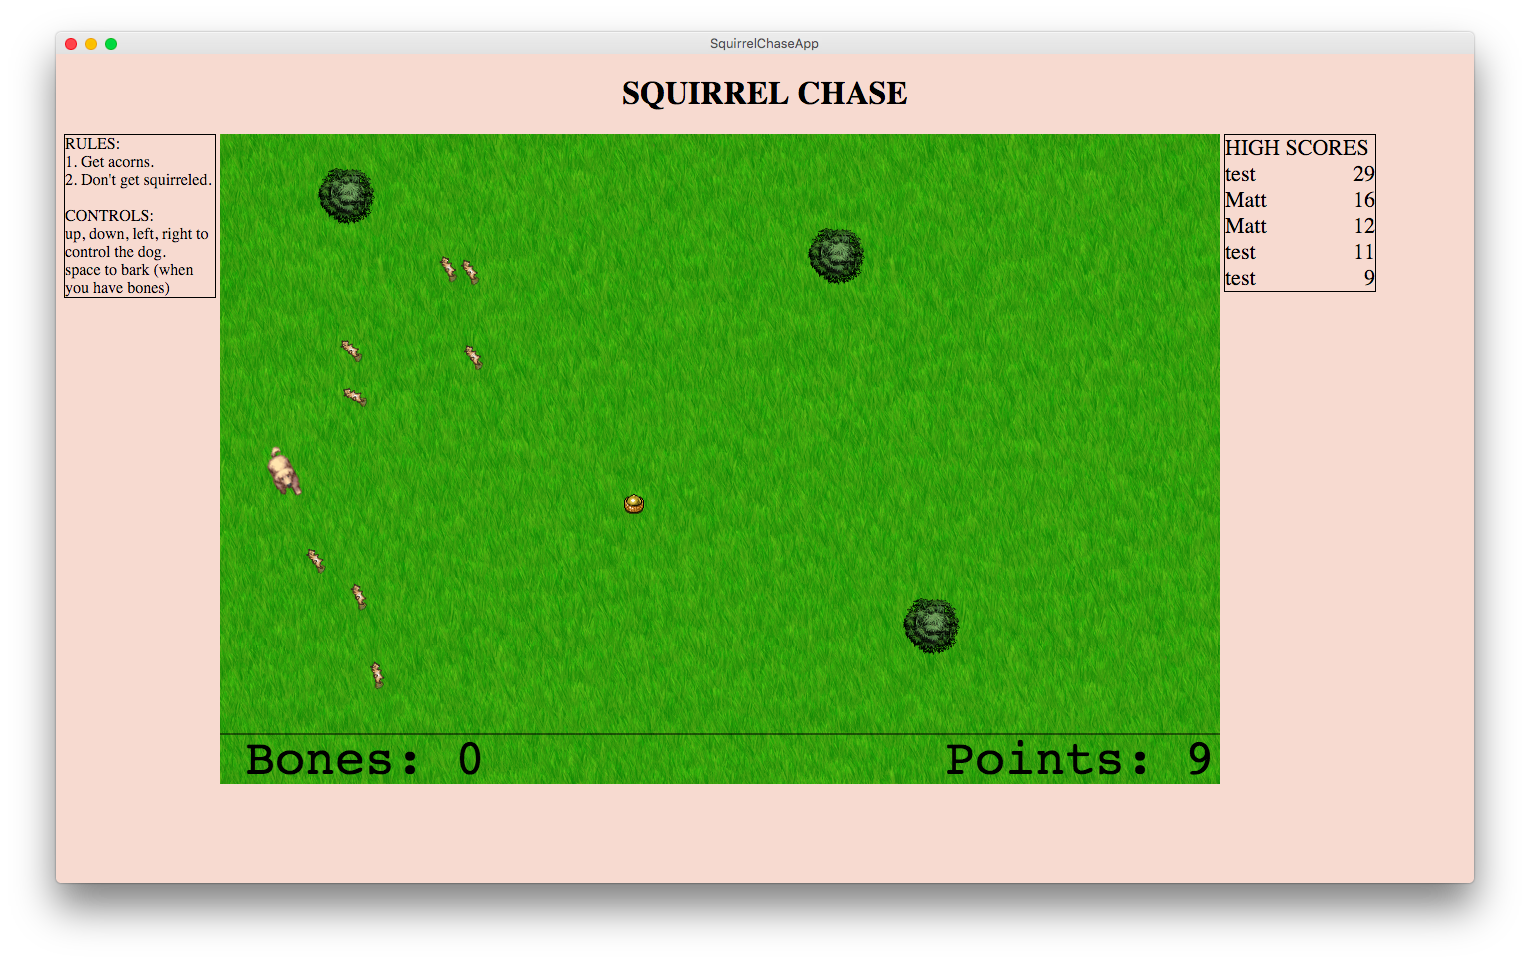 SquirrelChaseApp
SQUIRREL CHASE
RULES:
1. Get acorns.
2. Don't get squirreled.
CONTROLS:
up, down, left, right to
control the dog.
space to bark (when
you have bones)
HIGH SCORES
test 29
Matt 16
Matt 12
test 11
test 9
Bones: 0
Points: 9